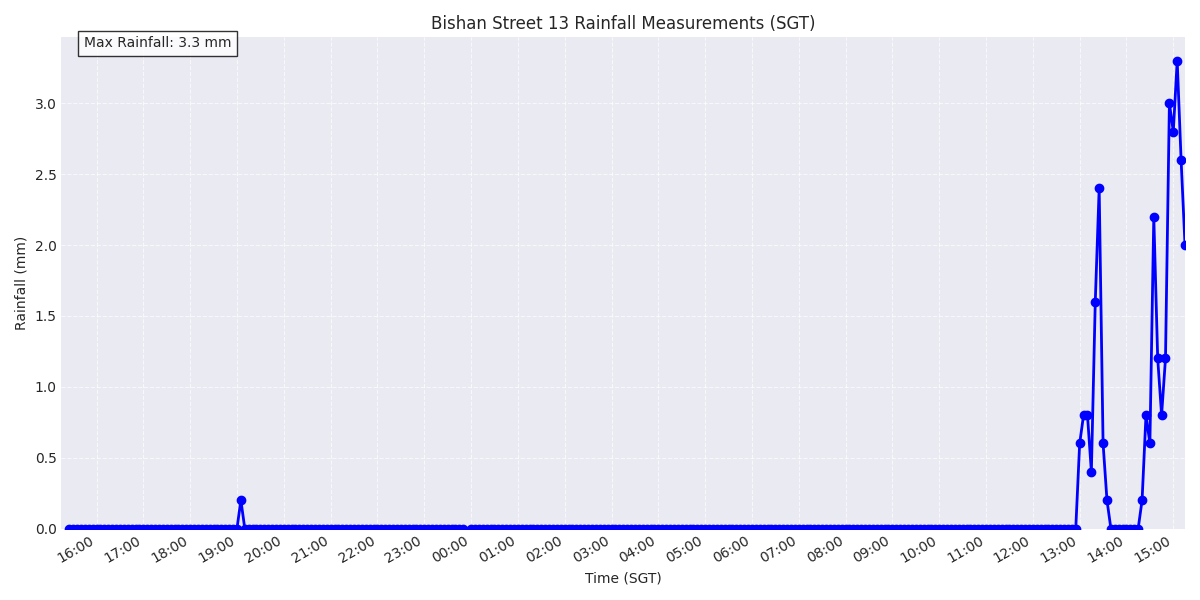 Bishan Street 13 Rainfall Measurements (SGT)
Max Rainfall: 3.3 mm
Rainfall (mm)
3.0
2.5
2.0
1.5
1.0
0.5
0.0
16:00 17:00 18:00 19:00 20:00 21:00 22:00 23:00 00:00 01:00 02:00 03:00 04:00 05:00 06:00 07:00 08:00 09:00 10:00 11:00 12:00 13:00 14:00 15:00
Time (SGT)